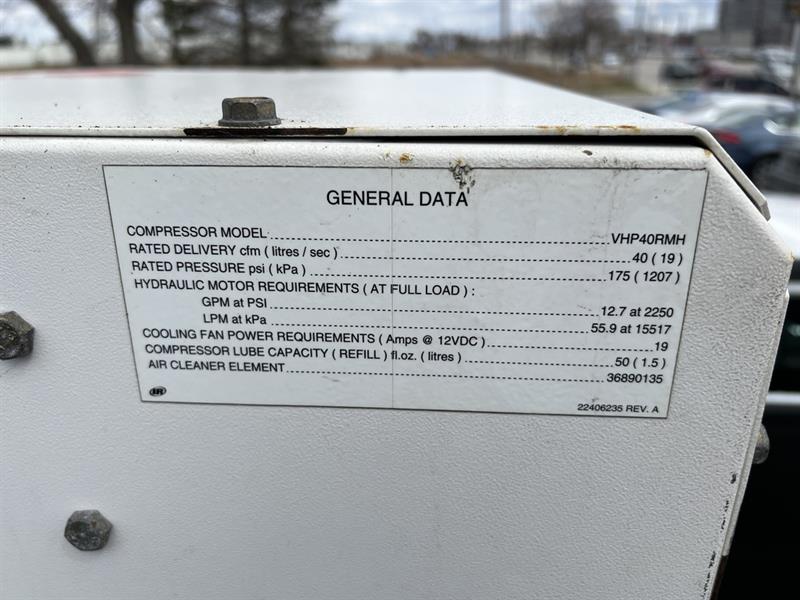 GENERAL DATA
COMPRESSOR MODEL VHP40RMH
RATED DELIVERY cfm ( litres / sec ) 40 ( 19 )
RATED PRESSURE psi ( kPa ) 175 ( 1207 )
HYDRAULIC MOTOR REQUIREMENTS ( AT FULL LOAD ) :
GPM at PSI 12.7 at 2250
LPM at kPa 55.9 at 15517
COOLING FAN POWER REQUIREMENTS ( Amps @ 12VDC ) 19
COMPRESSOR LUBE CAPACITY ( REFILL ) fl.oz. ( litres ) 50 ( 1.5 )
AIR CLEANER ELEMENT 36890135
IR
22406235 REV. A